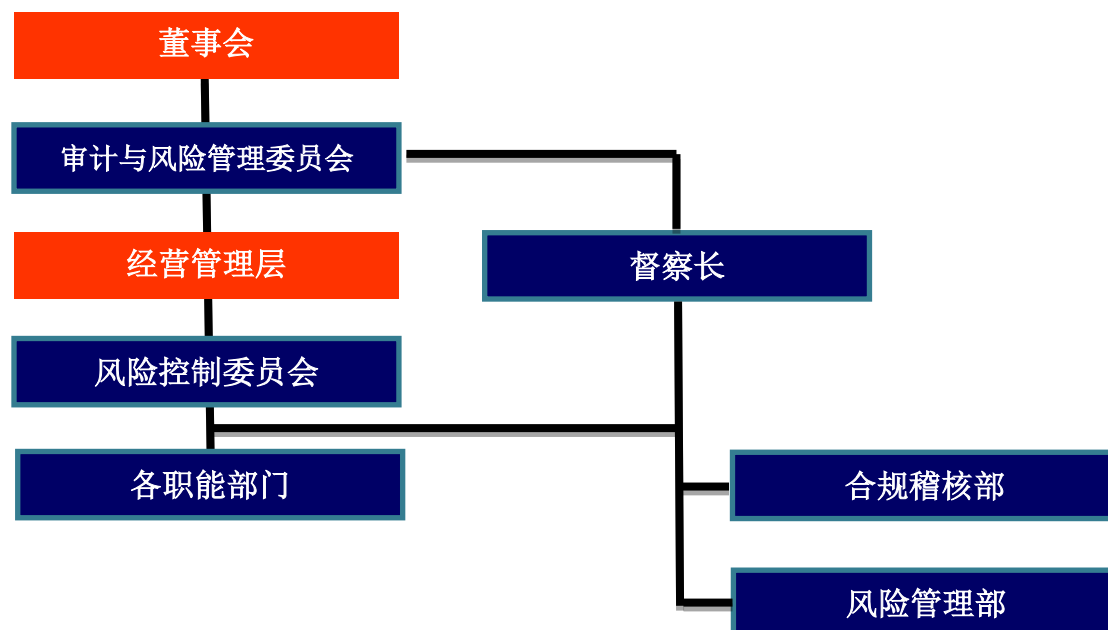 董事会
审计与风险管理委员会
经营管理层
督察长
风险控制委员会
各职能部门
合规稽核部
风险管理部